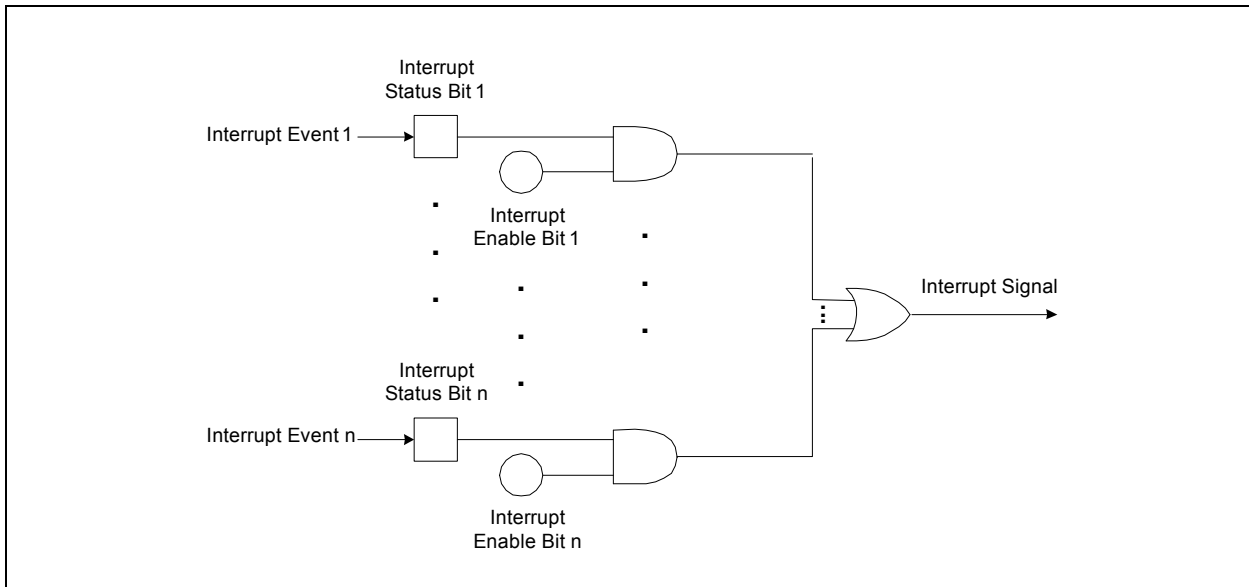 Interrupt
Status Bit 1
Interrupt Event 1
Interrupt
Enable Bit 1
Interrupt Signal
Interrupt
Status Bit n
Interrupt Event n
Interrupt
Enable Bit n